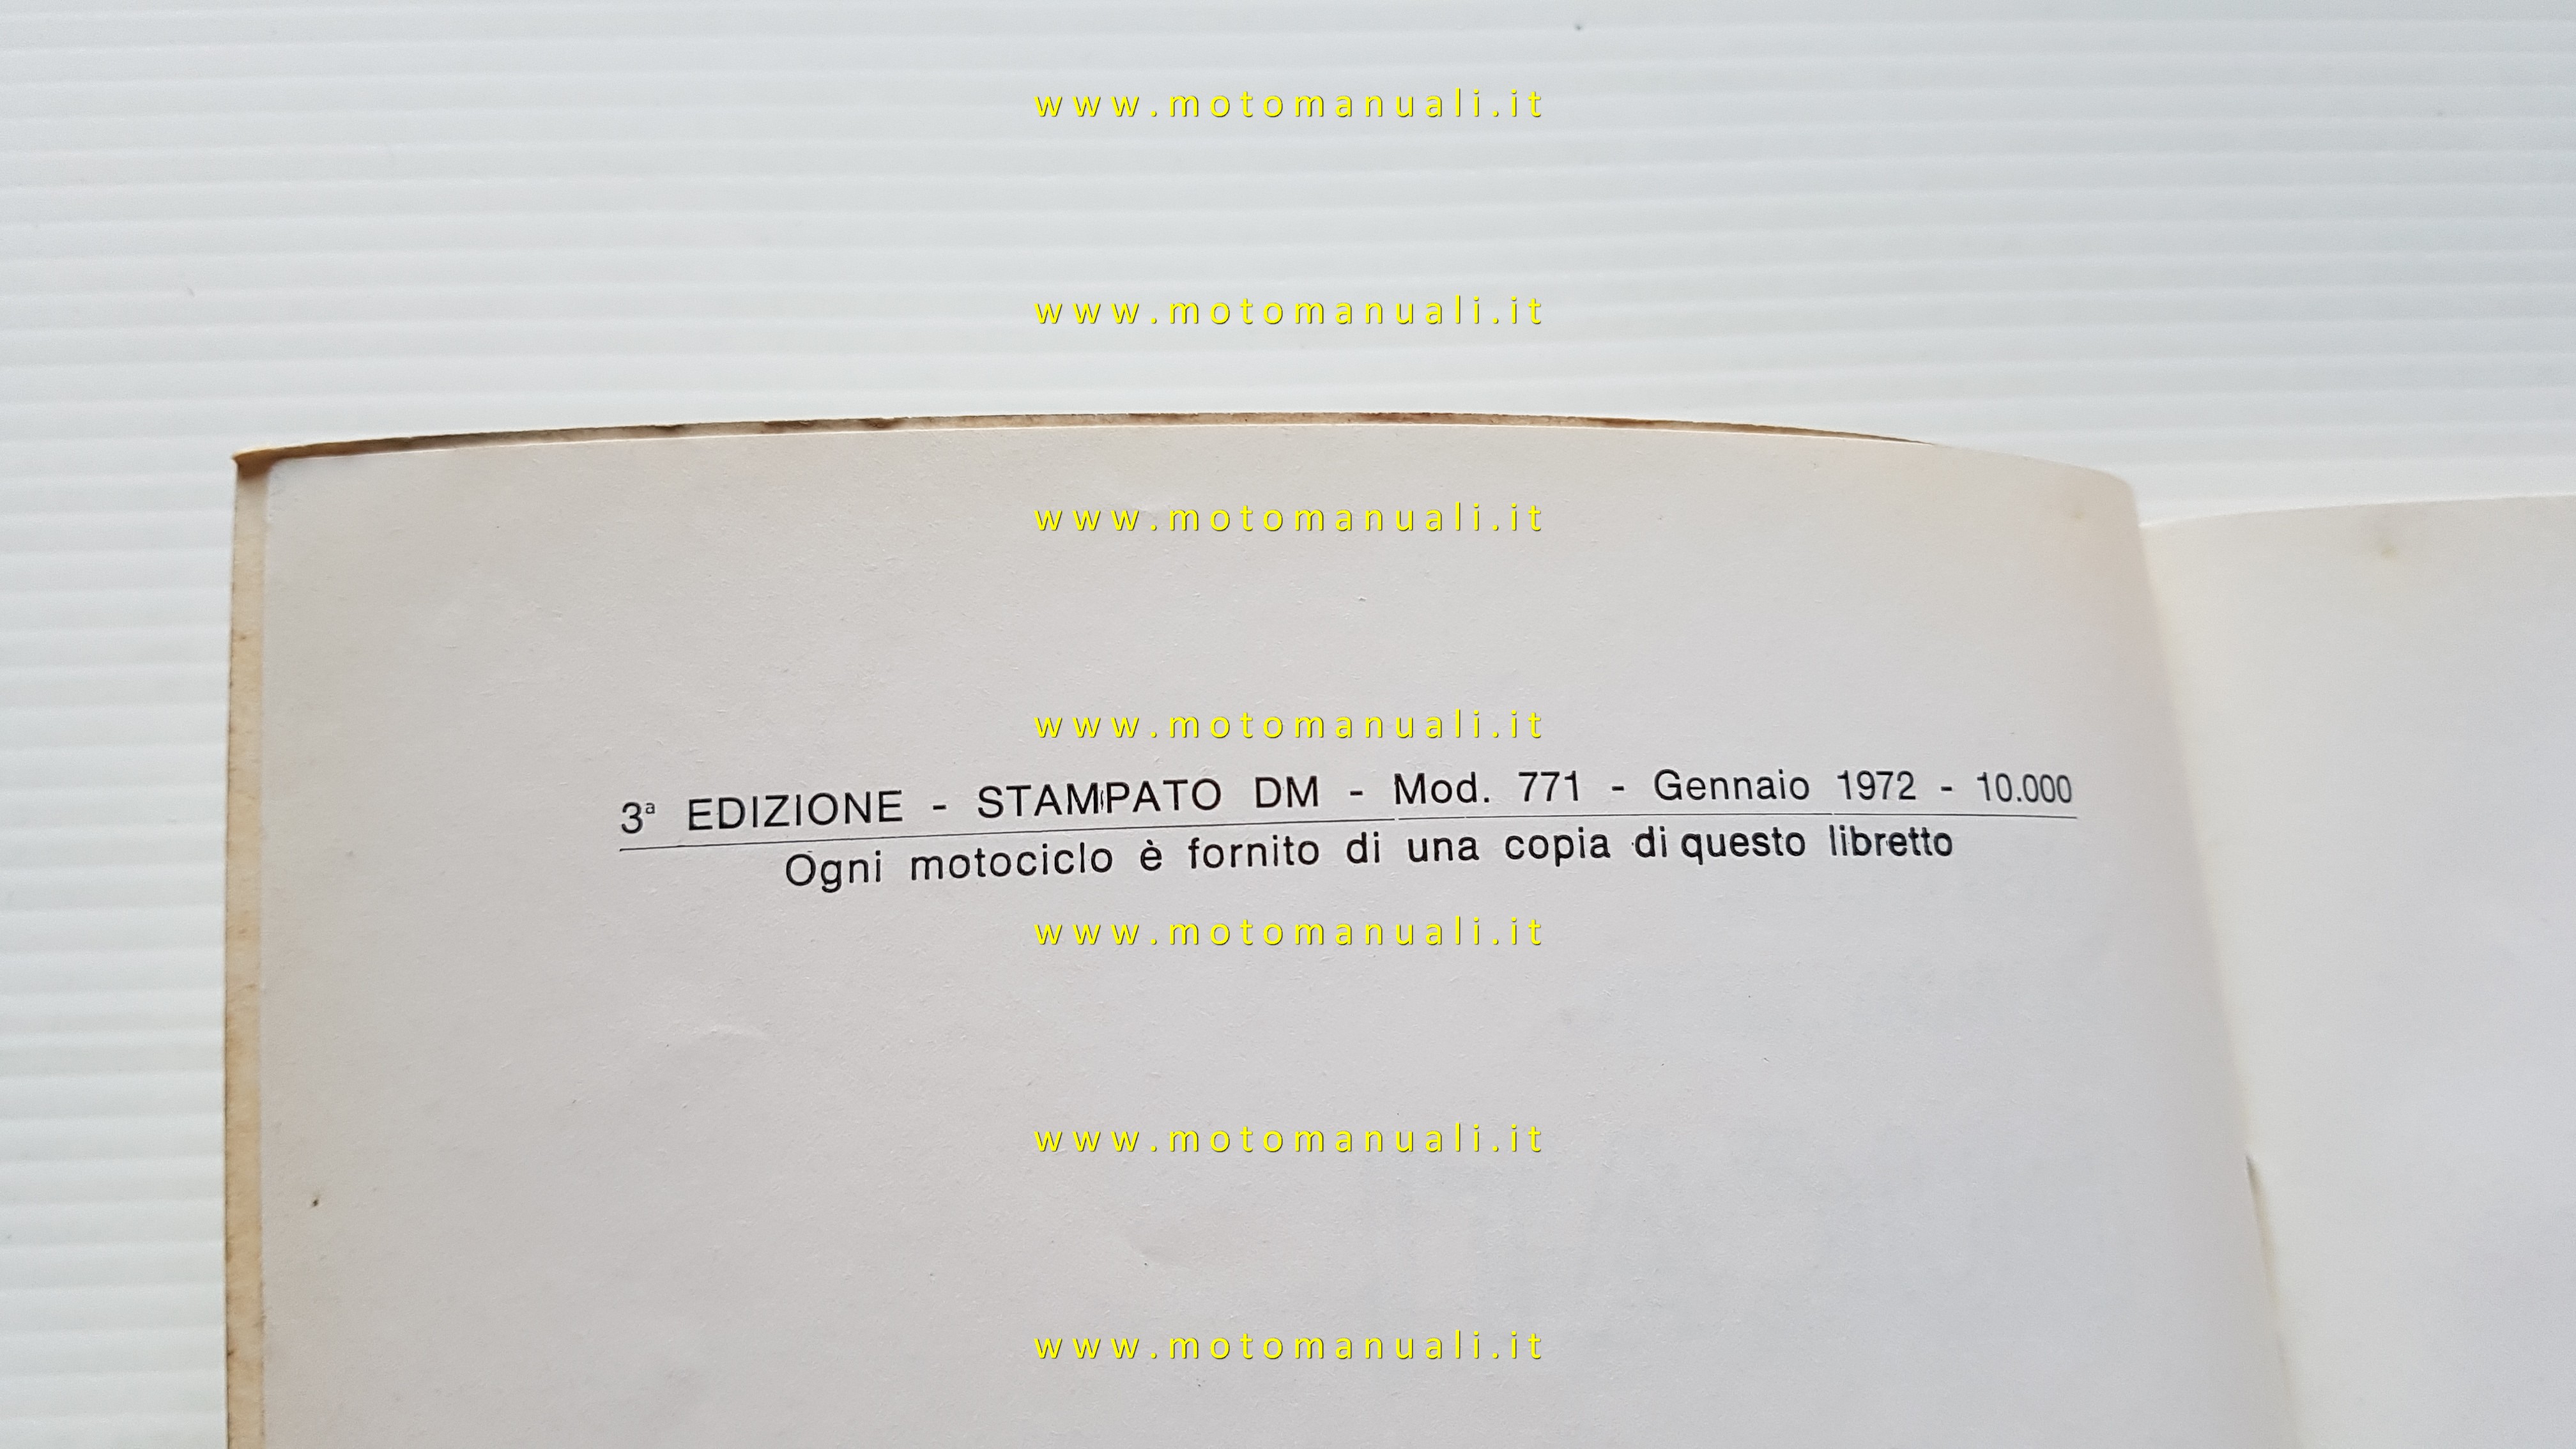 www.motomanuali.it
www.motomanuali.it
www.motomanuali.it
www.motomanuali.it
3ª EDIZIONE - STAMPATO DM - Mod. 771 - Gennaio 1972 - 10.000
Ogni motociclo è fornito di una copia di questo libretto
www.motomanuali.it
www.motomanuali.it
www.motomanuali.it